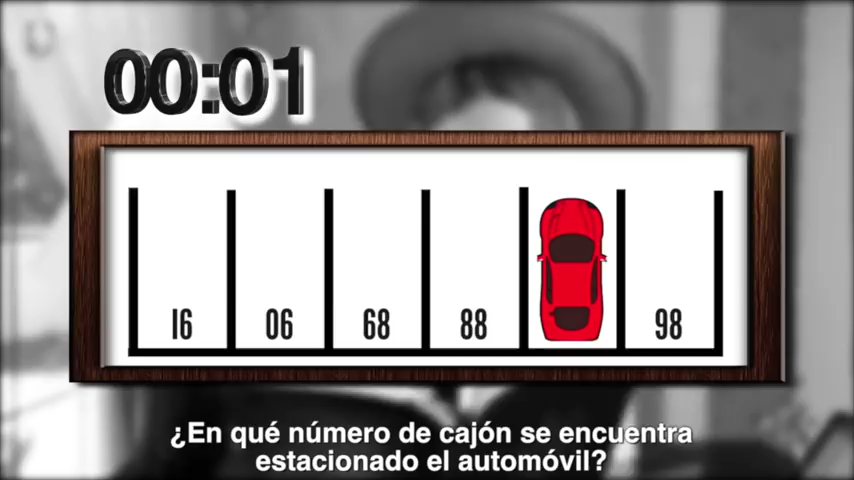 00:01
16 06 68 88 98
¿En qué número de cajón se encuentra
estacionado el automóvil?